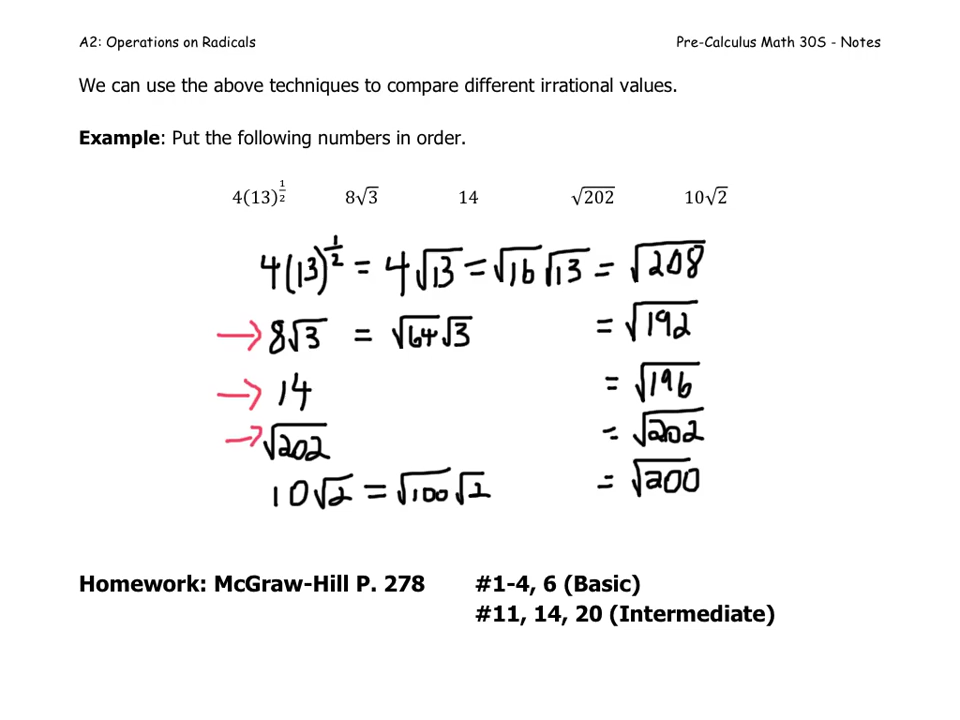 A2: Operations on Radicals Pre-Calculus Math 30S - Notes
We can use the above techniques to compare different irrational values.
Example: Put the following numbers in order.
4(13)^(1/2) 8√3 14 √202 10√2
4(13)^(1/2) = 4√13 = √16 √13 = √208
→ 8√3 = √64 √3 = √192
→ 14 = √196
→ √202 = √202
10√2 = √100 √2 = √200
Homework: McGraw-Hill P. 278 #1-4, 6 (Basic)
#11, 14, 20 (Intermediate)